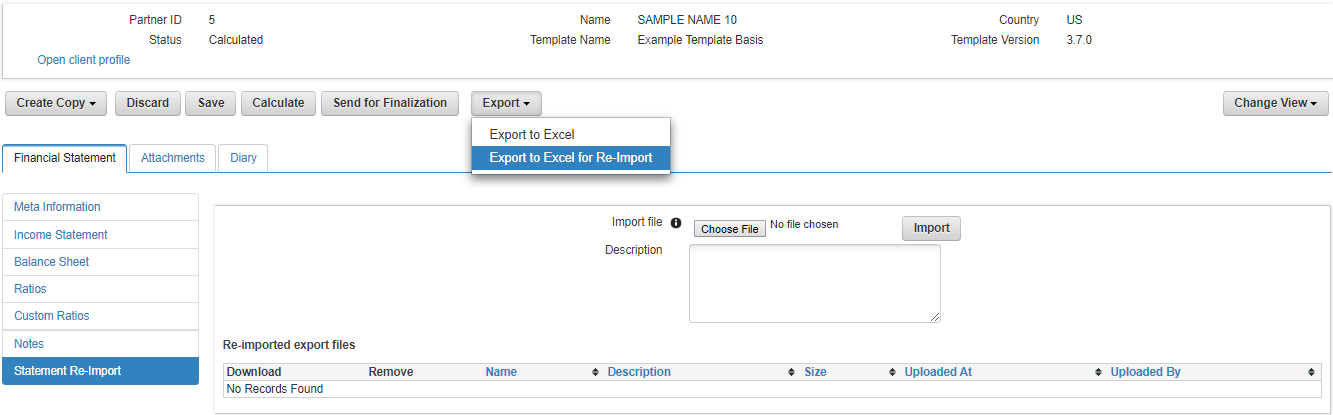 Partner ID 5 Name SAMPLE NAME 10 Country US
Status Calculated Template Name Example Template Basis Template Version 3.7.0
Open client profile
Create Copy Discard Save Calculate Send for Finalization Export Change View
Export to Excel
Export to Excel for Re-Import
Financial Statement Attachments Diary
Meta Information
Income Statement
Balance Sheet
Ratios
Custom Ratios
Notes
Statement Re-Import
Import file Choose File No file chosen Import
Description
Re-imported export files
Download Remove Name Description Size Uploaded At Uploaded By
No Records Found